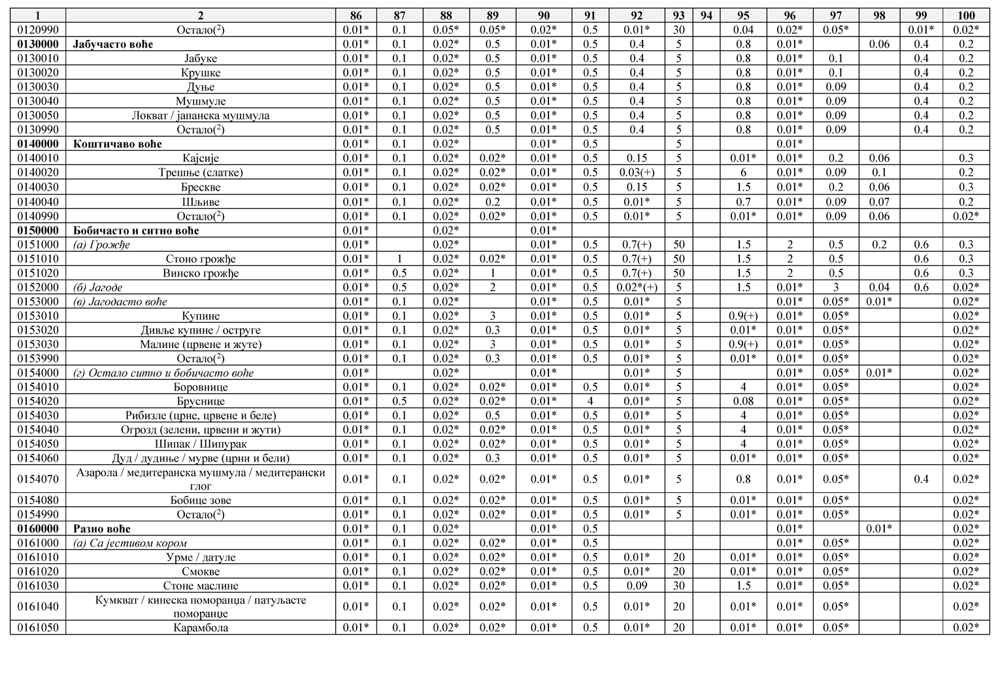 1 2 86 87 88 89 90 91 92 93 94 95 96 97 98 99 100
0120990 Остало(2) 0.01* 0.1 0.05* 0.05* 0.02* 0.5 0.01* 30 0.04 0.02* 0.05* 0.01* 0.02*
0130000 Јабучасто воће 0.01* 0.1 0.02* 0.5 0.01* 0.5 0.4 5 0.8 0.01* 0.06 0.4 0.2
0130010 Јабуке 0.01* 0.1 0.02* 0.5 0.01* 0.5 0.4 5 0.8 0.01* 0.1 0.4 0.2
0130020 Крушке 0.01* 0.1 0.02* 0.5 0.01* 0.5 0.4 5 0.8 0.01* 0.1 0.4 0.2
0130030 Дуње 0.01* 0.1 0.02* 0.5 0.01* 0.5 0.4 5 0.8 0.01* 0.09 0.4 0.2
0130040 Мушмуле 0.01* 0.1 0.02* 0.5 0.01* 0.5 0.4 5 0.8 0.01* 0.09 0.4 0.2
0130050 Локват / јапанска мушмула 0.01* 0.1 0.02* 0.5 0.01* 0.5 0.4 5 0.8 0.01* 0.09 0.4 0.2
0130990 Остало(2) 0.01* 0.1 0.02* 0.5 0.01* 0.5 0.4 5 0.8 0.01* 0.09 0.4 0.2
0140000 Коштичаво воће 0.01* 0.1 0.02* 0.01* 0.5 5 0.01*
0140010 Кајсије 0.01* 0.1 0.02* 0.02* 0.01* 0.5 0.15 5 0.01* 0.01* 0.2 0.06 0.3
0140020 Трешње (слатке) 0.01* 0.1 0.02* 0.02* 0.01* 0.5 0.03(+) 5 6 0.01* 0.09 0.1 0.2
0140030 Брескве 0.01* 0.1 0.02* 0.02* 0.01* 0.5 0.15 5 1.5 0.01* 0.2 0.06 0.3
0140040 Шљиве 0.01* 0.1 0.02* 0.2 0.01* 0.5 0.01* 5 0.7 0.01* 0.09 0.07 0.2
0140990 Остало(2) 0.01* 0.1 0.02* 0.02* 0.01* 0.5 0.01* 5 0.01* 0.01* 0.09 0.06 0.02*
0150000 Бобичасто и ситно воће 0.01* 0.02* 0.01*
0151000 (а) Грожђе 0.01* 0.02* 0.01* 0.5 0.7(+) 50 1.5 2 0.5 0.2 0.6 0.3
0151010 Стоно грожђе 0.01* 1 0.02* 0.02* 0.01* 0.5 0.7(+) 50 1.5 2 0.5 0.6 0.3
0151020 Винско грожђе 0.01* 0.5 0.02* 1 0.01* 0.5 0.7(+) 50 1.5 2 0.5 0.6 0.3
0152000 (б) Јагоде 0.01* 0.5 0.02* 2 0.01* 0.5 0.02*(+) 5 1.5 0.01* 3 0.04 0.6 0.02*
0153000 (в) Јагодасто воће 0.01* 0.1 0.02* 0.01* 0.5 0.01* 5 0.01* 0.05* 0.01* 0.02*
0153010 Купине 0.01* 0.1 0.02* 3 0.01* 0.5 0.01* 5 0.9(+) 0.01* 0.05* 0.02*
0153020 Дивље купине / оструге 0.01* 0.1 0.02* 0.3 0.01* 0.5 0.01* 5 0.01* 0.01* 0.05* 0.02*
0153030 Малине (црвене и жуте) 0.01* 0.1 0.02* 3 0.01* 0.5 0.01* 5 0.9(+) 0.01* 0.05* 0.02*
0153990 Остало(2) 0.01* 0.1 0.02* 0.3 0.01* 0.5 0.01* 5 0.01* 0.01* 0.05* 0.02*
0154000 (г) Остало ситно и бобичасто воће 0.01* 0.02* 0.01* 0.01* 5 0.01* 0.05* 0.01* 0.02*
0154010 Боровнице 0.01* 0.1 0.02* 0.02* 0.01* 0.5 0.01* 5 4 0.01* 0.05* 0.02*
0154020 Бруснице 0.01* 0.5 0.02* 0.02* 0.01* 4 0.01* 5 0.08 0.01* 0.05* 0.02*
0154030 Рибизле (црне, црвене и беле) 0.01* 0.1 0.02* 0.5 0.01* 0.5 0.01* 5 4 0.01* 0.05* 0.02*
0154040 Огрозд (зелени, црвени и жути) 0.01* 0.1 0.02* 0.02* 0.01* 0.5 0.01* 5 4 0.01* 0.05* 0.02*
0154050 Шипак / Шипурак 0.01* 0.1 0.02* 0.02* 0.01* 0.5 0.01* 5 4 0.01* 0.05* 0.02*
0154060 Дуд / дудиње / мурве (црни и бели) 0.01* 0.1 0.02* 0.3 0.01* 0.5 0.01* 5 0.01* 0.01* 0.05* 0.02*
0154070 Азарола / медитеранска мушмула / медитерански
глог 0.01* 0.1 0.02* 0.02* 0.01* 0.5 0.01* 5 0.8 0.01* 0.05* 0.4 0.02*
0154080 Бобице зове 0.01* 0.1 0.02* 0.02* 0.01* 0.5 0.01* 5 0.01* 0.01* 0.05* 0.02*
0154990 Остало(2) 0.01* 0.1 0.02* 0.02* 0.01* 0.5 0.01* 5 0.01* 0.01* 0.05* 0.02*
0160000 Разно воће 0.01* 0.1 0.02* 0.01* 0.5 0.01* 0.01* 0.02*
0161000 (а) Са јестивом кором 0.01* 0.1 0.02* 0.02* 0.01* 0.5 0.01* 0.05* 0.02*
0161010 Урме / датуле 0.01* 0.1 0.02* 0.02* 0.01* 0.5 0.01* 20 0.01* 0.01* 0.05* 0.02*
0161020 Смокве 0.01* 0.1 0.02* 0.02* 0.01* 0.5 0.01* 20 0.01* 0.01* 0.05* 0.02*
0161030 Стоне маслине 0.01* 0.1 0.02* 0.02* 0.01* 0.5 0.09 30 1.5 0.01* 0.05* 0.02*
0161040 Кумкват / кинеска поморанџа / патуљасте
поморанџе 0.01* 0.1 0.02* 0.02* 0.01* 0.5 0.01* 20 0.01* 0.01* 0.05* 0.02*
0161050 Карамбола 0.01* 0.1 0.02* 0.02* 0.01* 0.5 0.01* 20 0.01* 0.01* 0.05* 0.02*